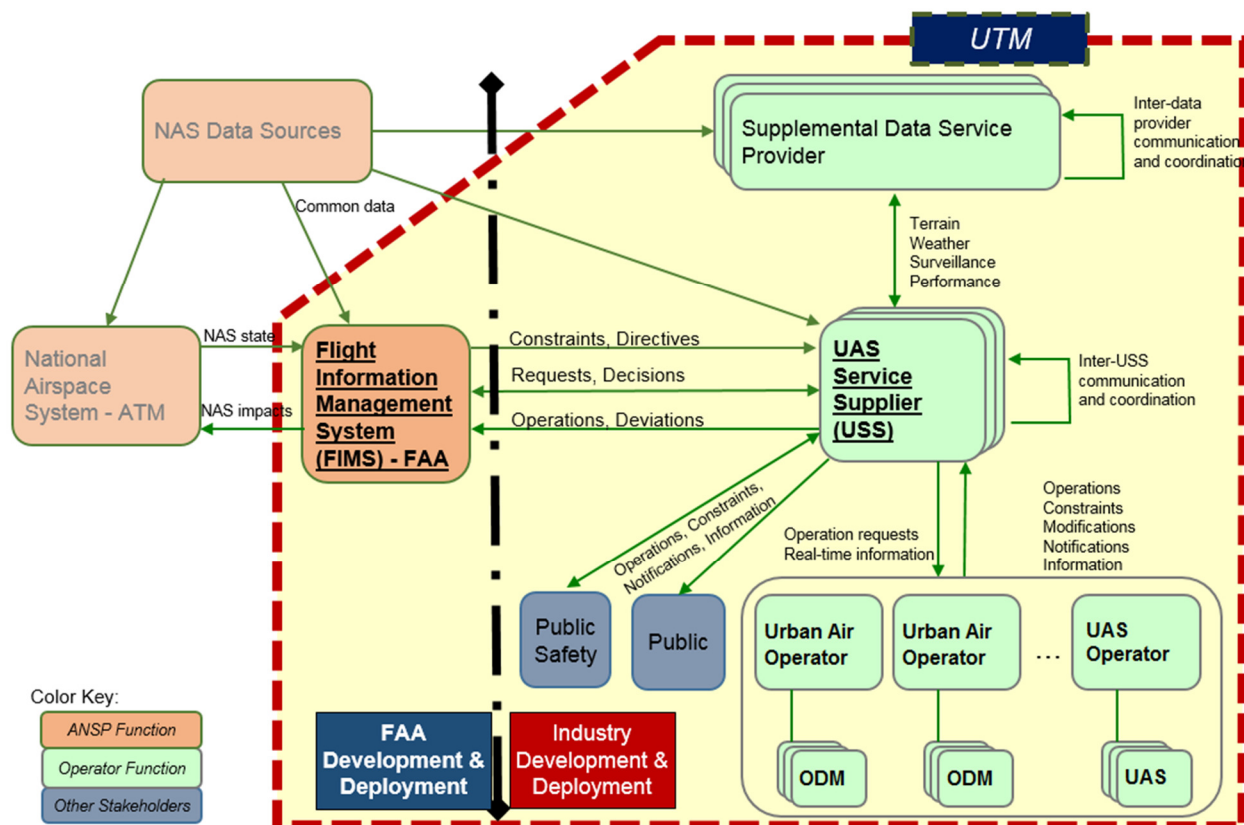 UTM
NAS Data Sources
Supplemental Data Service
Provider
Inter-data
provider
communication
and coordinatio
Common data
Terrain
Weather
Surveillance
Performance
National
Airspace
System - ATM
NAS state
NAS impacts
Flight
Information
Management
System
(FIMS) - FAA
Constraints, Directives
Requests, Decisions
Operations, Deviations
UAS
Service
Supplier
(USS)
Inter-USS
communication
and coordination
Operations, Constraints,
Notifications, Information
Operation requests
Real-time information
Operations
Constraints
Modifications
Notifications
Information
Public
Safety
Public
Urban Air
Operator
Urban Air
Operator
...
UAS
Operator
ODM
ODM
UAS
Color Key:
ANSP Function
Operator Function
Other Stakeholders
FAA
Development &
Deployment
Industry
Development &
Deployment